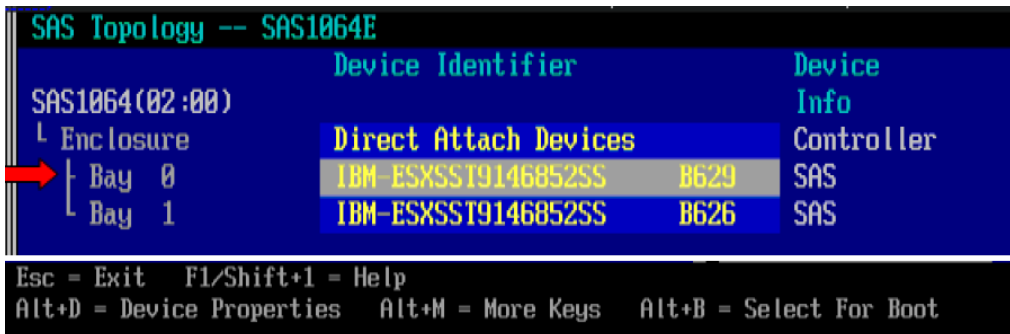 SAS Topology -- SAS1064E
Device Identifier Device
SAS1064(02:00) Info
Enclosure Direct Attach Devices Controller
Bay 0 IBM-ESXSST9146852SS B629 SAS
Bay 1 IBM-ESXSST9146852SS B626 SAS
Esc = Exit F1/Shift+1 = Help
Alt+D = Device Properties Alt+M = More Keys Alt+B = Select For Boot